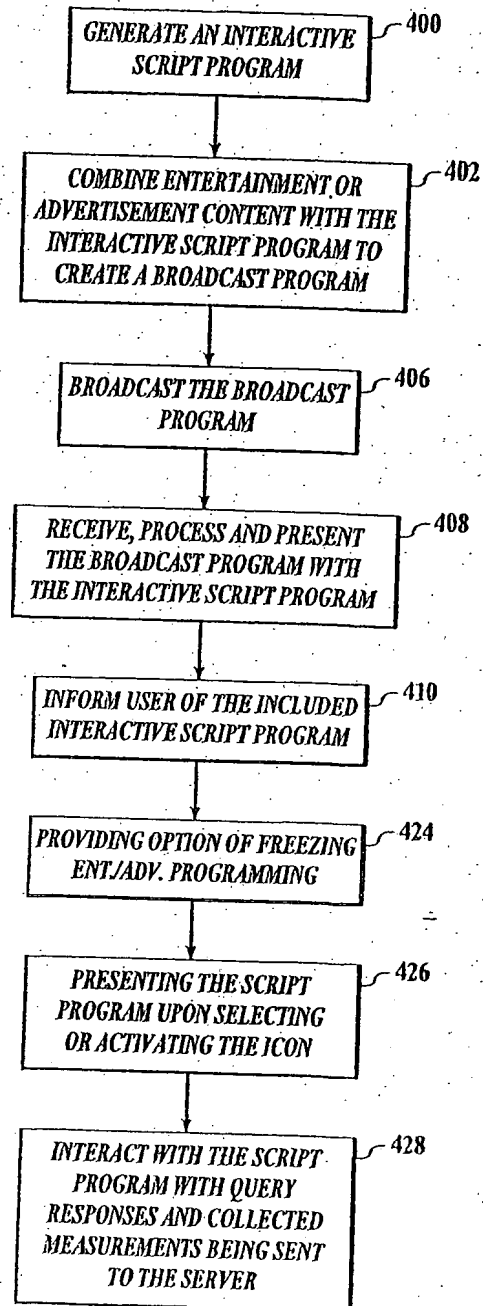 GENERATE AN INTERACTIVE
SCRIPT PROGRAM
400
COMBINE ENTERTAINMENT OR
ADVERTISEMENT CONTENT WITH THE
INTERACTIVE SCRIPT PROGRAM TO
CREATE A BROADCAST PROGRAM
402
BROADCAST THE BROADCAST
PROGRAM
406
RECEIVE, PROCESS AND PRESENT
THE BROADCAST PROGRAM WITH
THE INTERACTIVE SCRIPT PROGRAM
408
INFORM USER OF THE INCLUDED
INTERACTIVE SCRIPT PROGRAM
410
PROVIDING OPTION OF FREEZING
ENT./ADV. PROGRAMMING
424
PRESENTING THE SCRIPT
PROGRAM UPON SELECTING
OR ACTIVATING THE ICON
426
INTERACT WITH THE SCRIPT
PROGRAM WITH QUERY
RESPONSES AND COLLECTED
MEASUREMENTS BEING SENT
TO THE SERVER
428